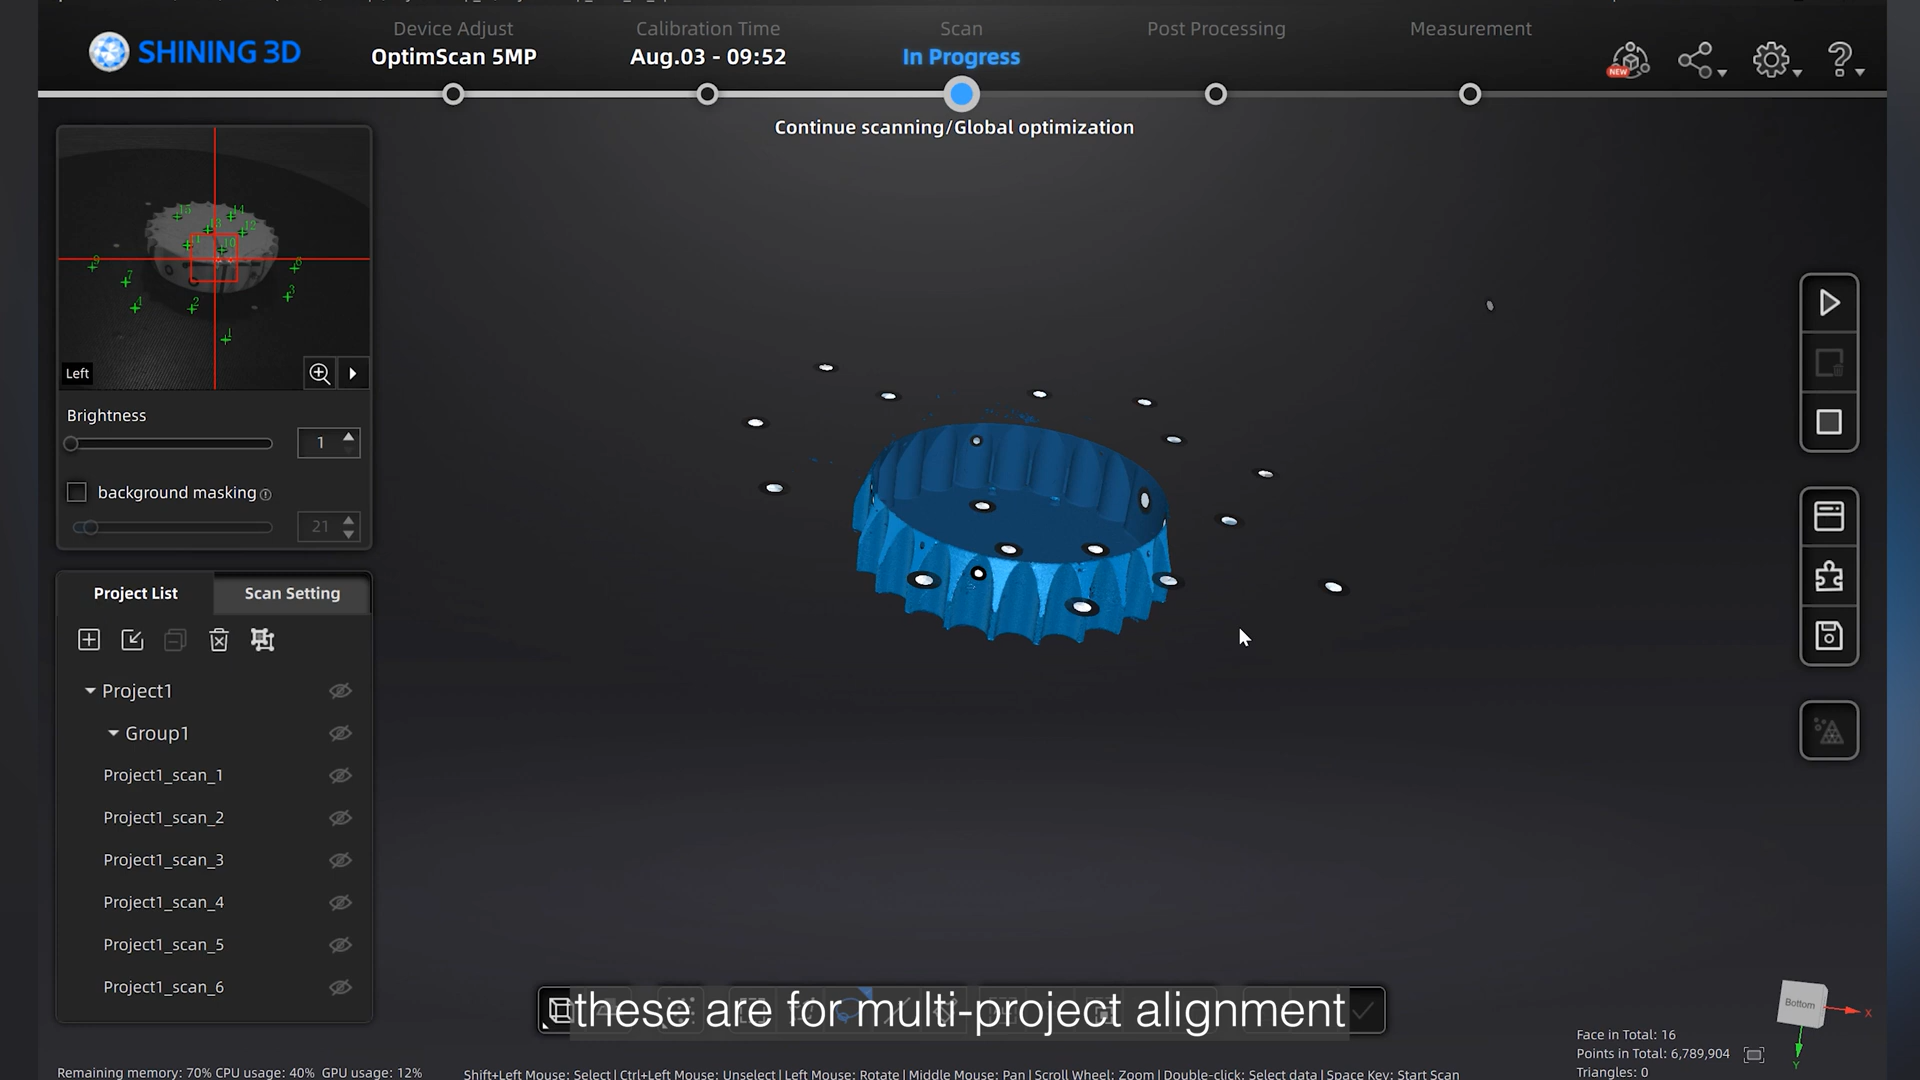 Device Adjust
Calibration Time
Scan
Post Processing
Measurement
SHINING 3D
OptimScan 5MP
Aug.03 - 09:52
In Progress
NEW
Continue scanning/Global optimization
Left
Brightness
1
background masking
21
Project List
Scan Setting
Project1
Group1
Project1_scan_1
Project1_scan_2
Project1_scan_3
Project1_scan_4
Project1_scan_5
Project1_scan_6
these are for multi-project alignment
Bottom
X
Y
Face in Total: 16
Points in Total: 6,789,904
Triangles: 0
Remaining memory: 70% CPU usage: 40% GPU usage: 12%
Shift+Left Mouse: Select | Ctrl+Left Mouse: Unselect | Left Mouse: Rotate | Middle Mouse: Pan | Scroll Wheel: Zoom | Double-click: Select data | Space Key: Start Scan